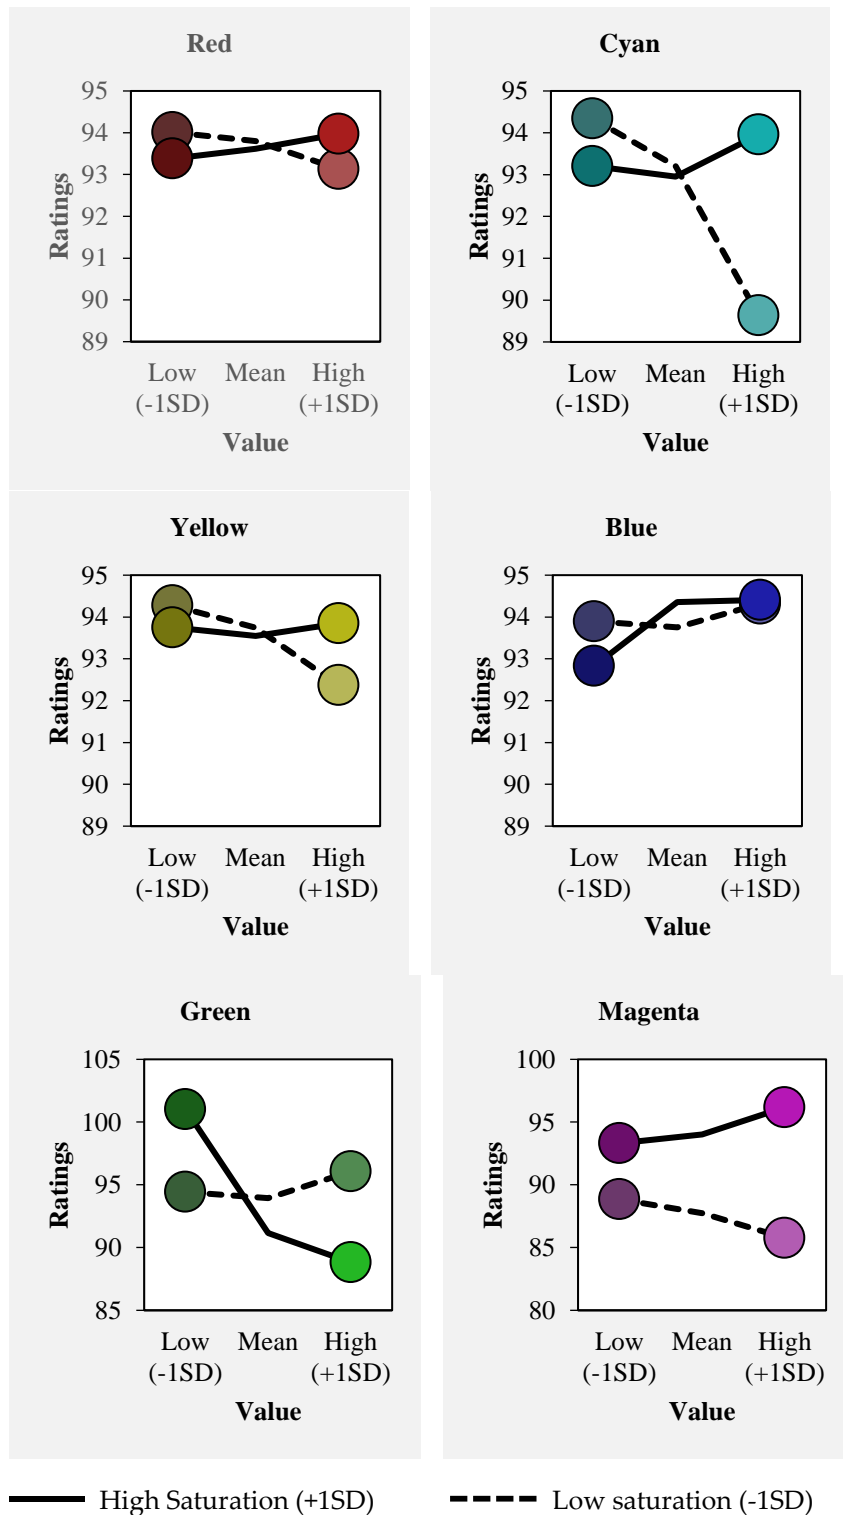 Red
95
94
93
92
91
90
89
Ratings
Low Mean High
(-1SD) (+1SD)
Value
Cyan
95
94
93
92
91
90
89
Ratings
Low Mean High
(-1SD) (+1SD)
Value
Yellow
95
94
93
92
91
90
89
Ratings
Low Mean High
(-1SD) (+1SD)
Value
Blue
95
94
93
92
91
90
89
Ratings
Low Mean High
(-1SD) (+1SD)
Value
Green
105
100
95
90
85
Ratings
Low Mean High
(-1SD) (+1SD)
Value
Magenta
100
95
90
85
80
Ratings
Low Mean High
(-1SD) (+1SD)
Value
High Saturation (+1SD)
Low saturation (-1SD)